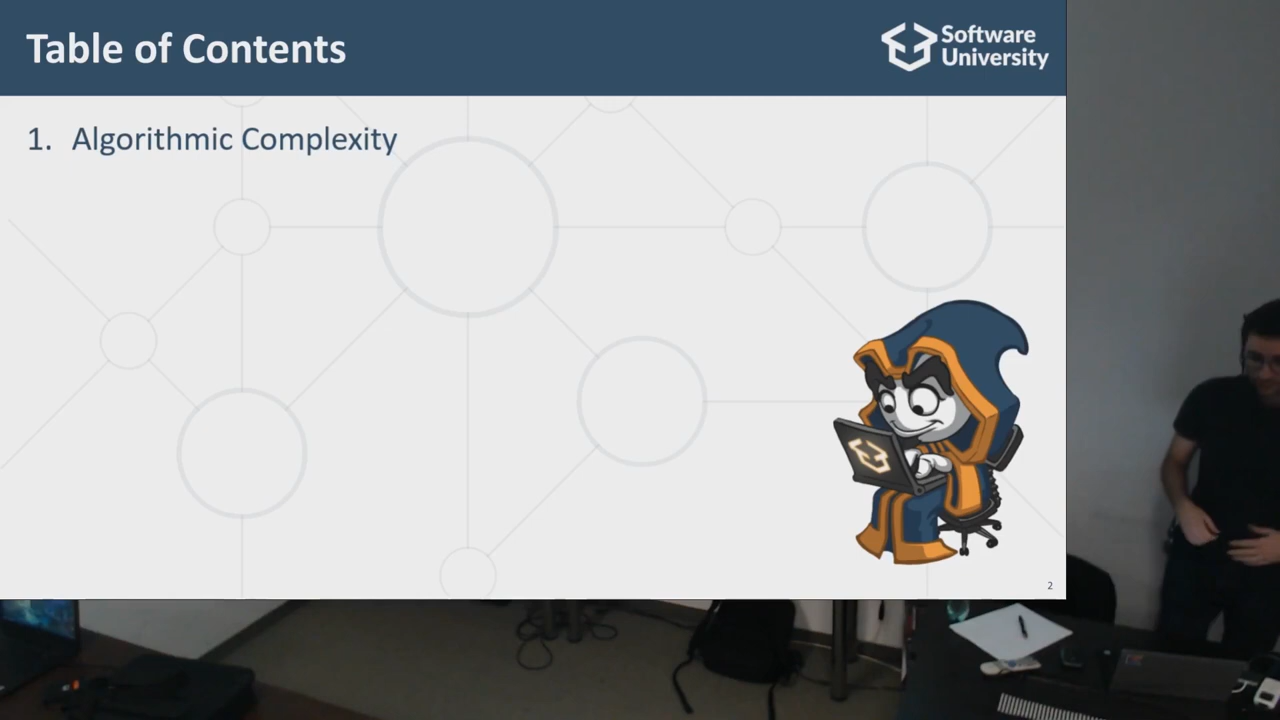 Table of Contents
Software
University
1. Algorithmic Complexity
2